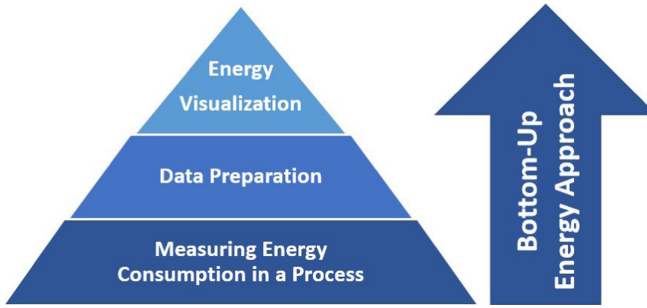 Energy
Visualization
Data Preparation
Measuring Energy
Consumption in a Process
Bottom-Up
Energy Approach